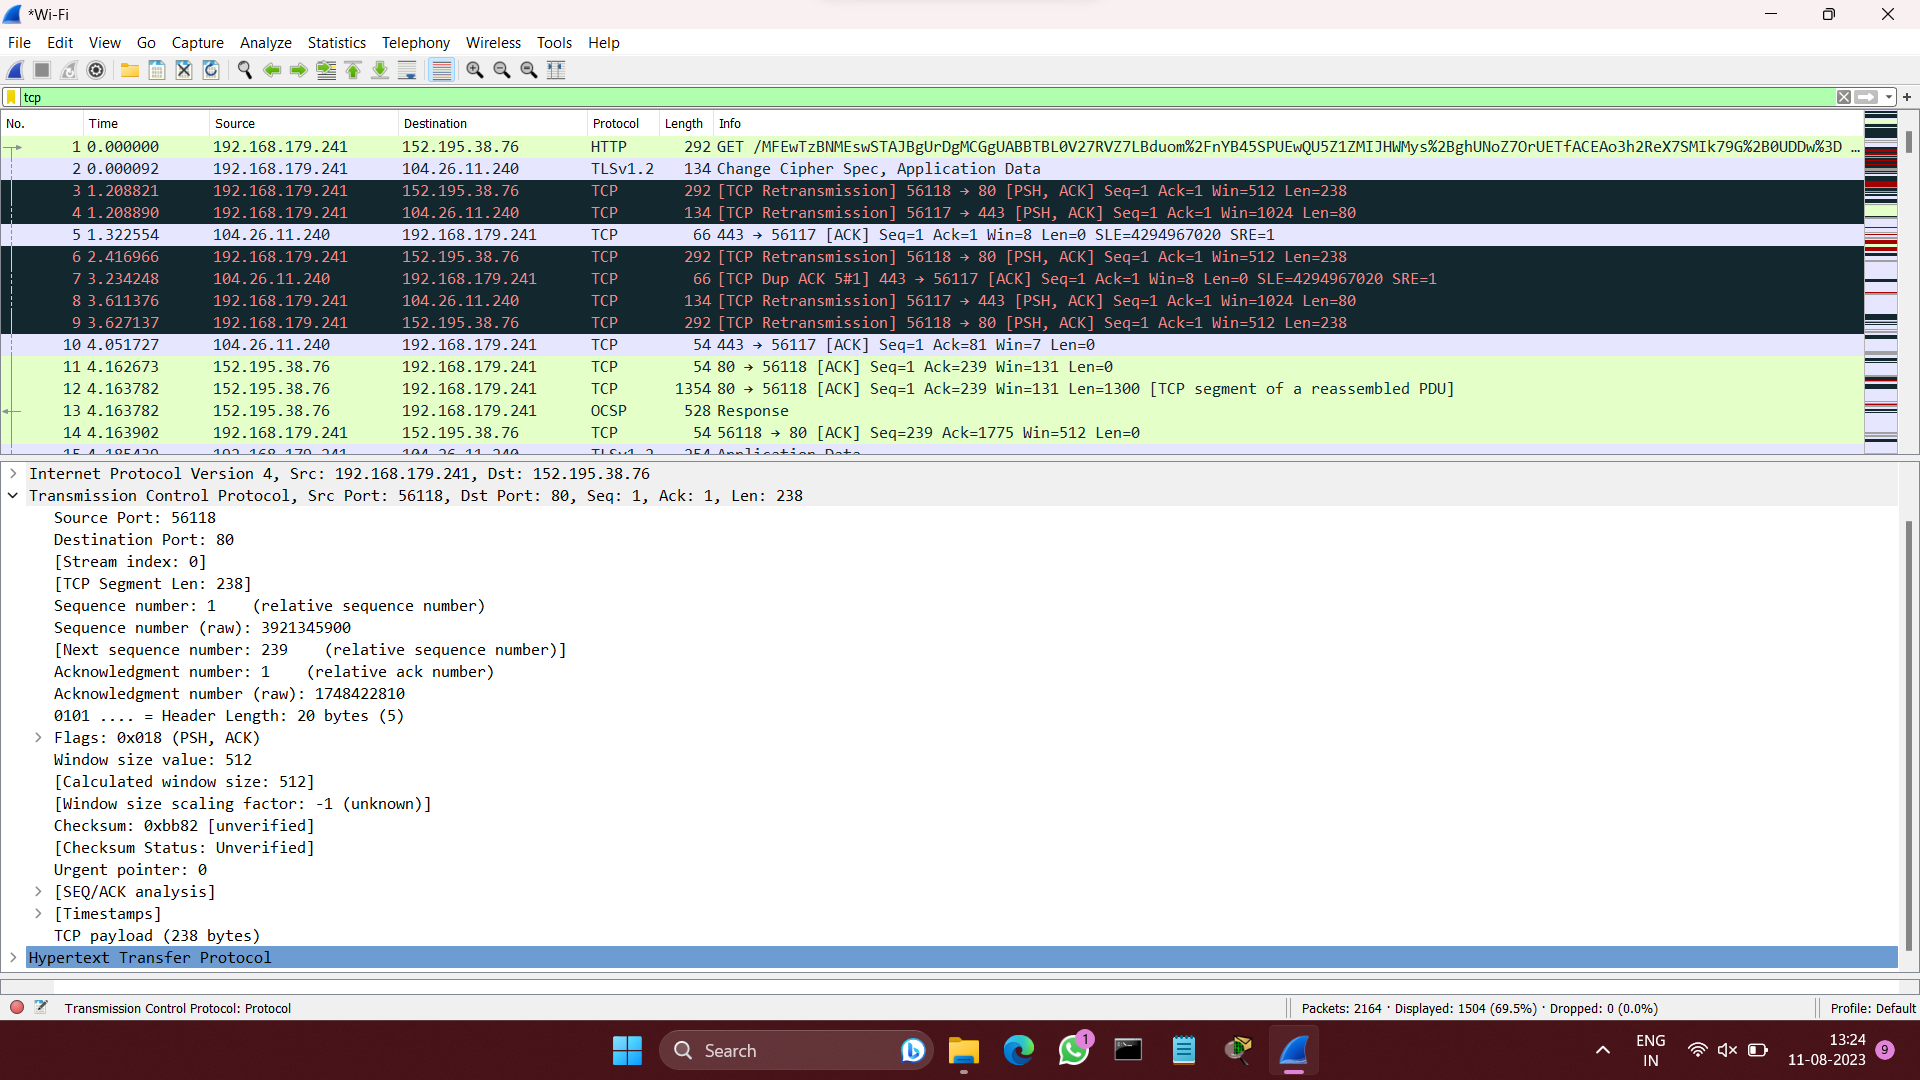 *Wi-Fi
File Edit View Go Capture Analyze Statistics Telephony Wireless Tools Help
tcp
No. Time Source Destination Protocol Length Info
1 0.000000 192.168.179.241 152.195.38.76 HTTP 292 GET /MFEwTzBNMEswSTAJBgUrDgMCGgUABBTBL0V27RVZ7LBduom%2FnYB45SPUEwQU5Z1ZMIJHWMys%2BghUNoZ7OrUETfACEAo3h2ReX7SMIk79G%2B0UDDw%3D …
2 0.000092 192.168.179.241 104.26.11.240 TLSv1.2 134 Change Cipher Spec, Application Data
3 1.208821 192.168.179.241 152.195.38.76 TCP 292 [TCP Retransmission] 56118 → 80 [PSH, ACK] Seq=1 Ack=1 Win=512 Len=238
4 1.208890 192.168.179.241 104.26.11.240 TCP 134 [TCP Retransmission] 56117 → 443 [PSH, ACK] Seq=1 Ack=1 Win=1024 Len=80
5 1.322554 104.26.11.240 192.168.179.241 TCP 66 443 → 56117 [ACK] Seq=1 Ack=1 Win=8 Len=0 SLE=4294967020 SRE=1
6 2.416966 192.168.179.241 152.195.38.76 TCP 292 [TCP Retransmission] 56118 → 80 [PSH, ACK] Seq=1 Ack=1 Win=512 Len=238
7 3.234248 104.26.11.240 192.168.179.241 TCP 66 [TCP Dup ACK 5#1] 443 → 56117 [ACK] Seq=1 Ack=1 Win=8 Len=0 SLE=4294967020 SRE=1
8 3.611376 192.168.179.241 104.26.11.240 TCP 134 [TCP Retransmission] 56117 → 443 [PSH, ACK] Seq=1 Ack=1 Win=1024 Len=80
9 3.627137 192.168.179.241 152.195.38.76 TCP 292 [TCP Retransmission] 56118 → 80 [PSH, ACK] Seq=1 Ack=1 Win=512 Len=238
10 4.051727 104.26.11.240 192.168.179.241 TCP 54 443 → 56117 [ACK] Seq=1 Ack=81 Win=7 Len=0
11 4.162673 152.195.38.76 192.168.179.241 TCP 54 80 → 56118 [ACK] Seq=1 Ack=239 Win=131 Len=0
12 4.163782 152.195.38.76 192.168.179.241 TCP 1354 80 → 56118 [ACK] Seq=1 Ack=239 Win=131 Len=1300 [TCP segment of a reassembled PDU]
13 4.163782 152.195.38.76 192.168.179.241 OCSP 528 Response
14 4.163902 192.168.179.241 152.195.38.76 TCP 54 56118 → 80 [ACK] Seq=239 Ack=1775 Win=512 Len=0
15 4.185439 192.168.179.241 104.26.11.240 TLSv1.2 254 Application Data
Internet Protocol Version 4, Src: 192.168.179.241, Dst: 152.195.38.76
Transmission Control Protocol, Src Port: 56118, Dst Port: 80, Seq: 1, Ack: 1, Len: 238
Source Port: 56118
Destination Port: 80
[Stream index: 0]
[TCP Segment Len: 238]
Sequence number: 1 (relative sequence number)
Sequence number (raw): 3921345900
[Next sequence number: 239 (relative sequence number)]
Acknowledgment number: 1 (relative ack number)
Acknowledgment number (raw): 1748422810
0101 .... = Header Length: 20 bytes (5)
Flags: 0x018 (PSH, ACK)
Window size value: 512
[Calculated window size: 512]
[Window size scaling factor: -1 (unknown)]
Checksum: 0xbb82 [unverified]
[Checksum Status: Unverified]
Urgent pointer: 0
[SEQ/ACK analysis]
[Timestamps]
TCP payload (238 bytes)
Hypertext Transfer Protocol
Transmission Control Protocol: Protocol
Packets: 2164 · Displayed: 1504 (69.5%) · Dropped: 0 (0.0%)
Profile: Default
Search
1
ENG
IN
13:24
11-08-2023
9